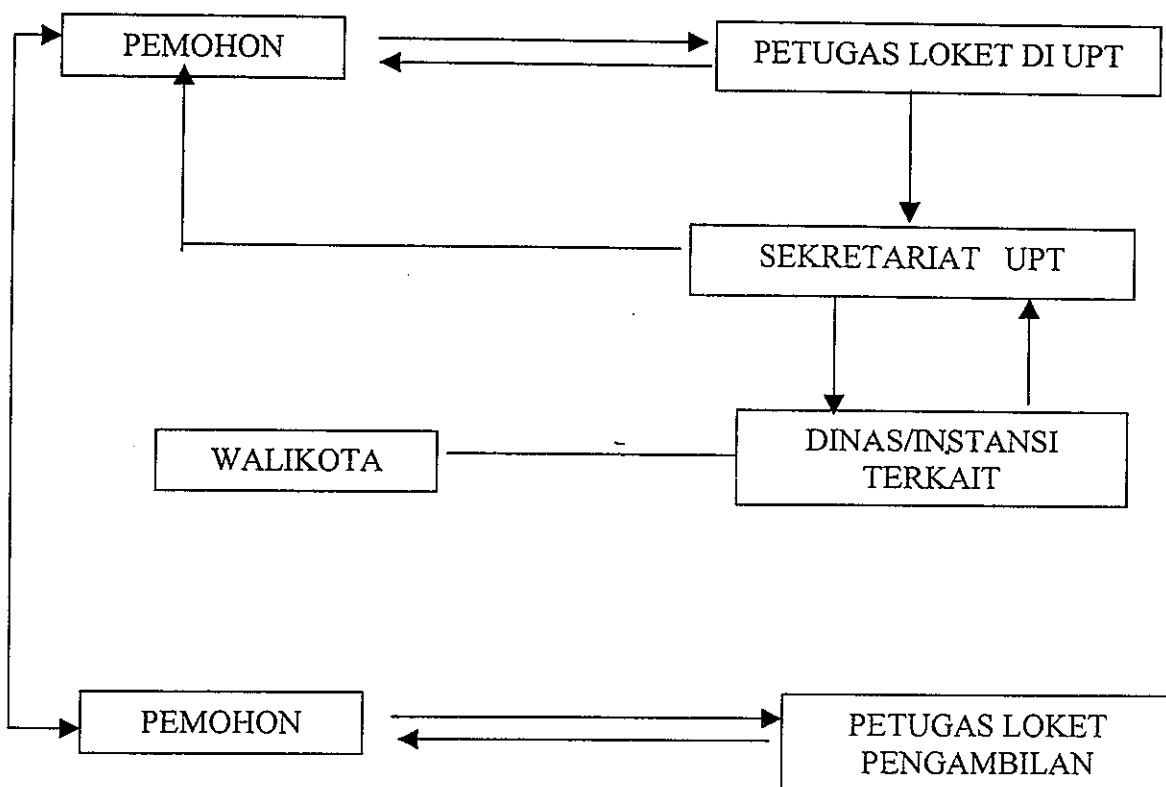 PEMOHON
PETUGAS LOKET DI UPT
SEKRETARIAT UPT
WALIKOTA
DINAS/INSTANSI
TERKAIT
PEMOHON
PETUGAS LOKET
PENGAMBILAN